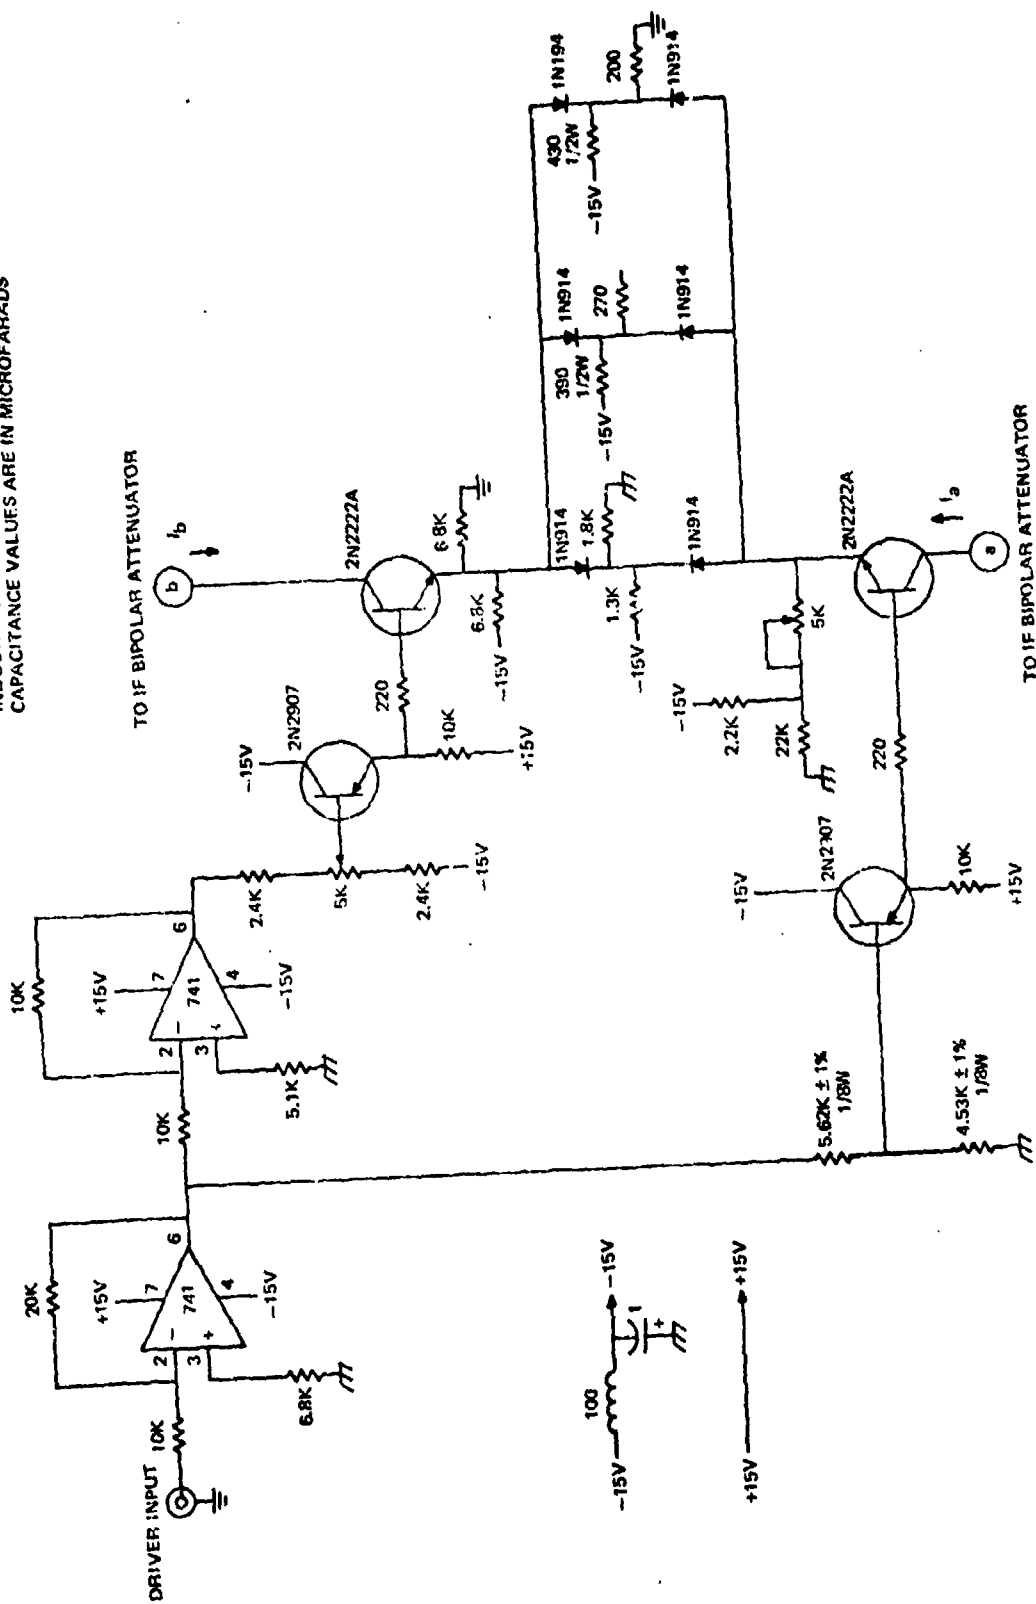 CAPACITANCE VALUES ARE IN MICROFARADS
TO IF BIPOLAR ATTENUATOR
b
I_b
2N2222A
2N2907
-15V
220
10K
+15V
6.8K
6.8K
-15V
10K
+15V
7
2
741
6
3
4
-15V
5.1K
2.4K
5K
2.4K
-15V
20K
+15V
7
2
741
6
3
+
4
-15V
6.8K
DRIVER INPUT
10K
10K
1N914
1.8K
1.3K
-15V
1N914
390
1/2W
-15V
1N914
270
1N914
430
1/2W
-15V
1N194
200
1N914
5K
-15V
2.2K
22K
2N2222A
I_a
a
TO IF BIPOLAR ATTENUATOR
220
-15V
10K
+15V
5.62K ± 1%
1/8W
4.53K ± 1%
1/8W
-15V
100
-15V
1
+
+15V
+15V